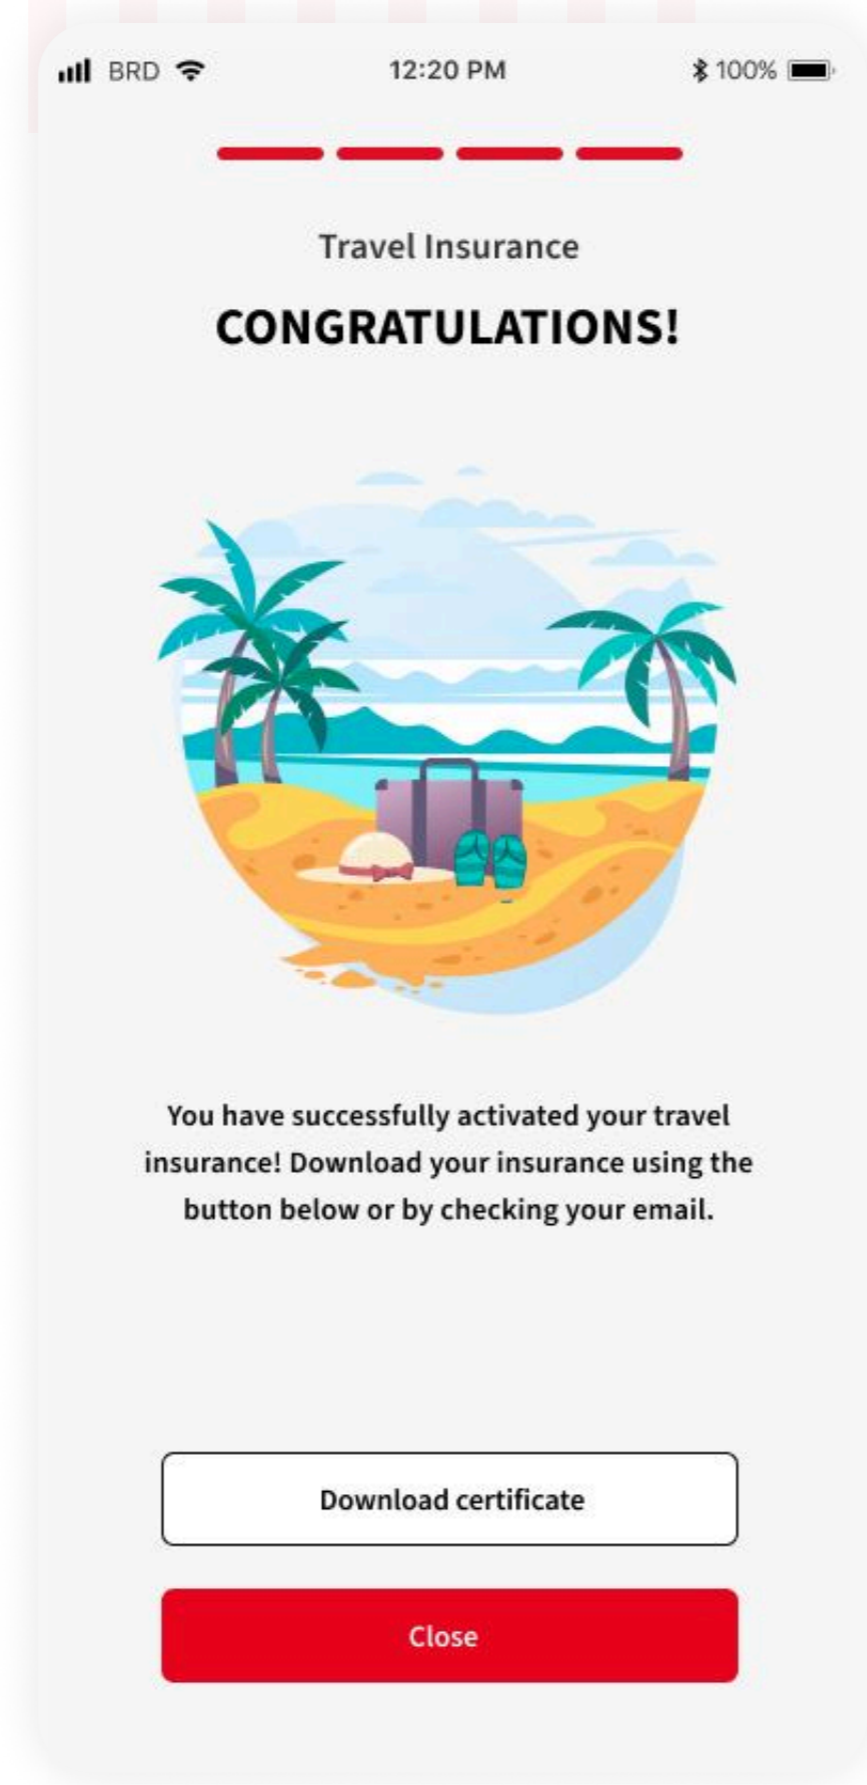 BRD 12:20 PM 100%
Travel Insurance
CONGRATULATIONS!
You have successfully activated your travel
insurance! Download your insurance using the
button below or by checking your email.
Download certificate
Close